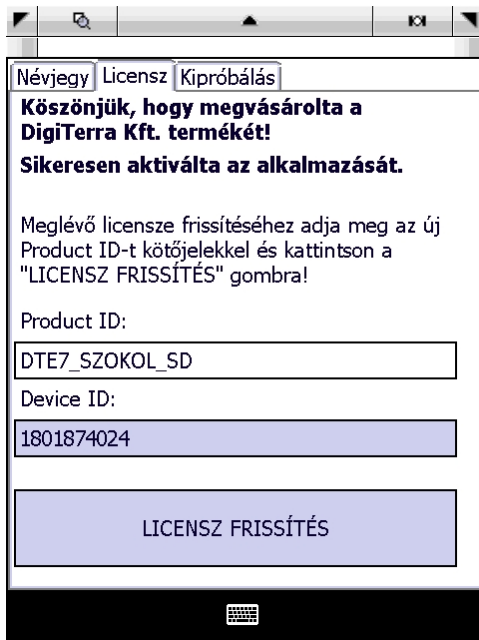 Névjegy Licensz Kipróbálás
Köszönjük, hogy megvásárolta a
DigiTerra Kft. termékét!
Sikeresen aktiválta az alkalmazását.
Meglévő licensze frissítéséhez adja meg az új
Product ID-t kötőjelekkel és kattintson a
"LICENSZ FRISSÍTÉS" gombra!
Product ID:
DTE7_SZOKOL_SD
Device ID:
1801874024
LICENSZ FRISSÍTÉS